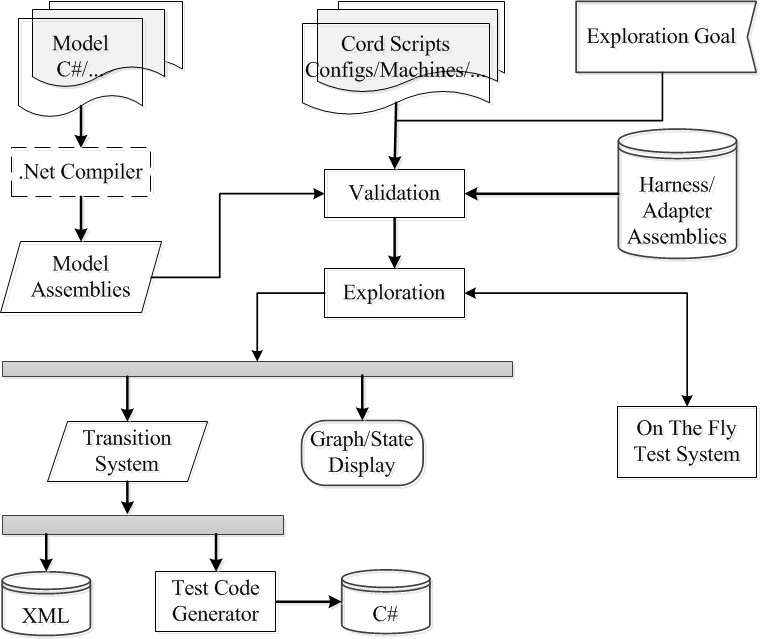 Model
C#/...
Cord Scripts
Configs/Machines/...
Exploration Goal
.Net Compiler
Validation
Harness/
Adapter
Assemblies
Model
Assemblies
Exploration
Transition
System
Graph/State
Display
On The Fly
Test System
XML
Test Code
Generator
C#